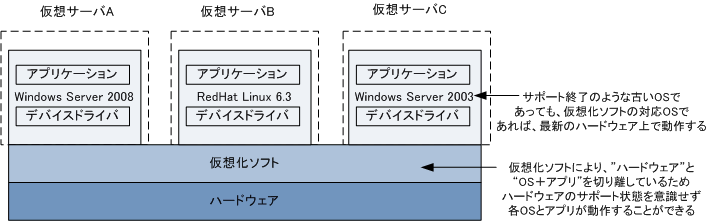 仮想サーバA
仮想サーバB
仮想サーバC
アプリケーション
アプリケーション
アプリケーション
Windows Server 2008
RedHat Linux 6.3
Windows Server 2003
デバイスドライバ
デバイスドライバ
デバイスドライバ
サポート終了のような古いOSで
あっても、仮想化ソフトの対応OSで
あれば、最新のハードウェア上で動作する
仮想化ソフト
ハードウェア
仮想化ソフトにより、”ハードウェア”と
“OS+アプリ”を切り離しているため
ハードウェアのサポート状態を意識せず
各OSとアプリが動作することができる